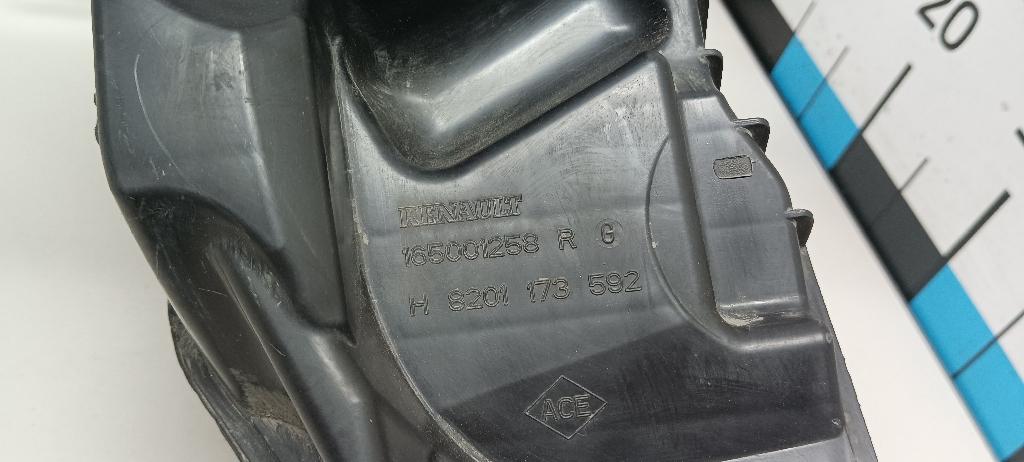 20
RENAULT
165001258 R G
H 8201 173 592
ACE